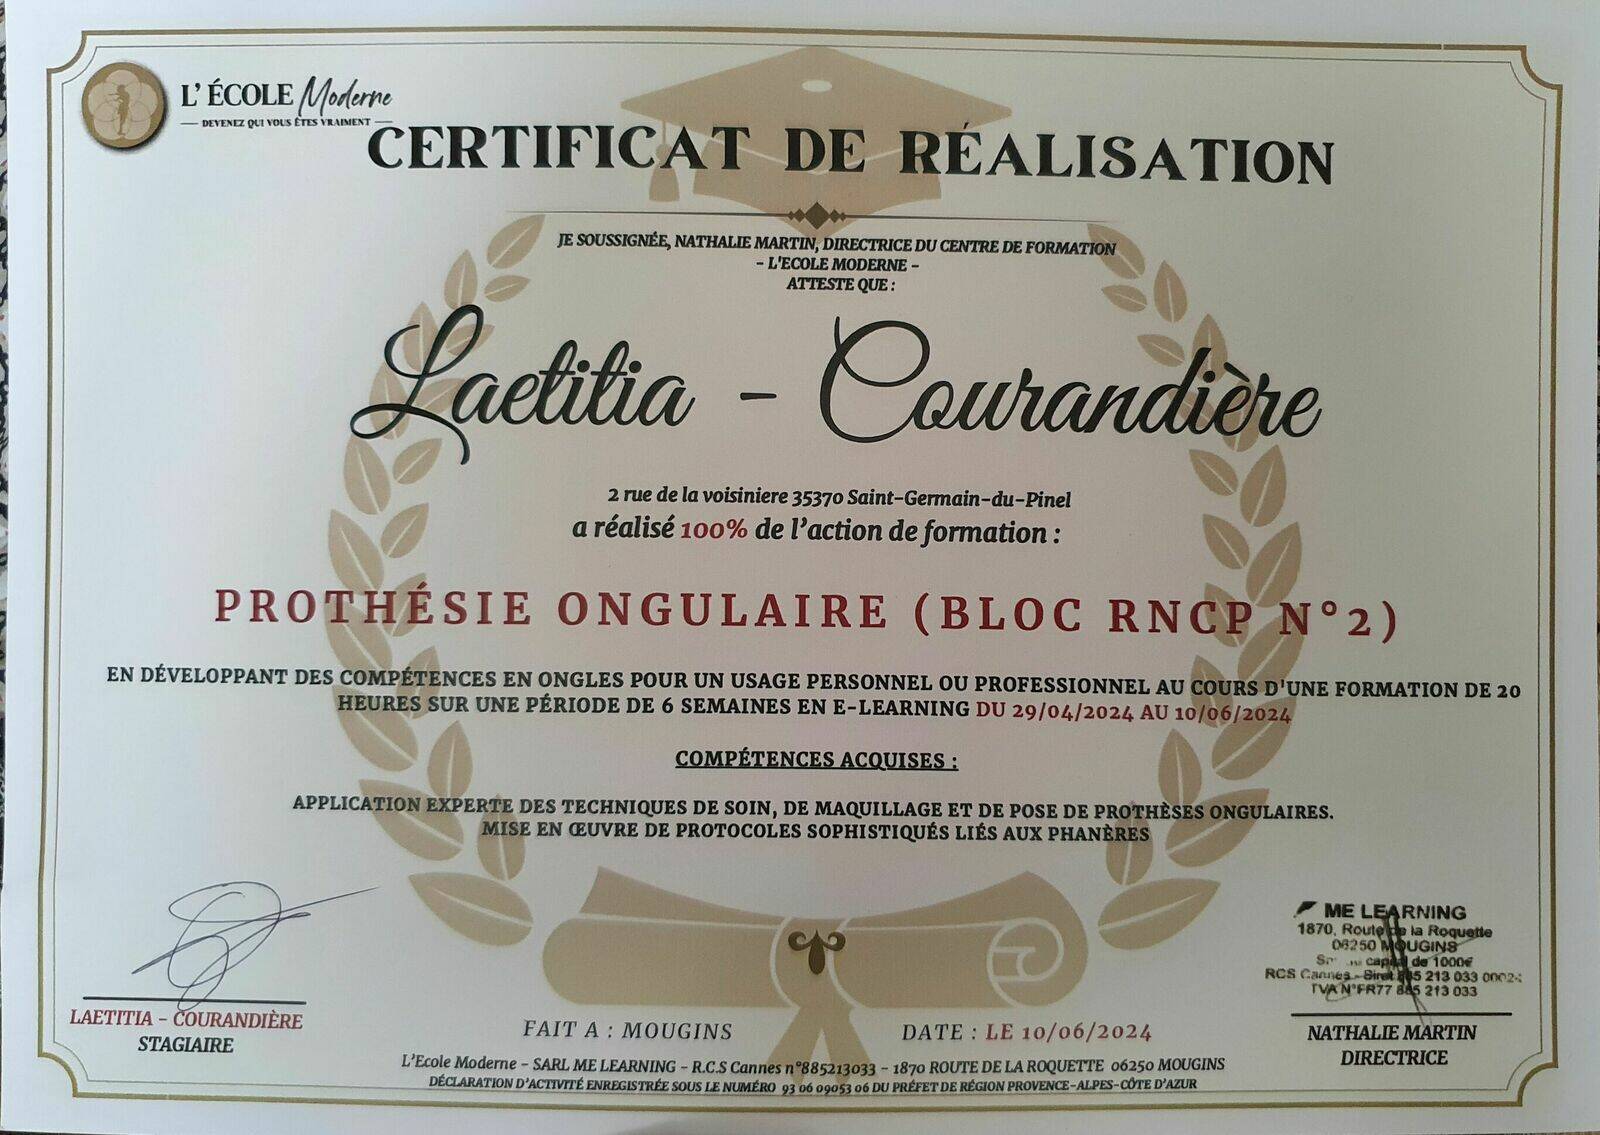 L'ÉCOLE Moderne
DEVENEZ QUI VOUS ÊTES VRAIMENT
CERTIFICAT DE RÉALISATION
JE SOUSSIGNÉE, NATHALIE MARTIN, DIRECTRICE DU CENTRE DE FORMATION
- L'ECOLE MODERNE -
ATTESTE QUE :
Laetitia - Courandière
2 rue de la voisiniere 35370 Saint-Germain-du-Pinel
a réalisé 100% de l'action de formation :
PROTHÉSIE ONGULAIRE (BLOC RNCP N°2)
EN DÉVELOPPANT DES COMPÉTENCES EN ONGLES POUR UN USAGE PERSONNEL OU PROFESSIONNEL AU COURS D'UNE FORMATION DE 20
HEURES SUR UNE PÉRIODE DE 6 SEMAINES EN E-LEARNING DU 29/04/2024 AU 10/06/2024
COMPÉTENCES ACQUISES :
APPLICATION EXPERTE DES TECHNIQUES DE SOIN, DE MAQUILLAGE ET DE POSE DE PROTHÈSES ONGULAIRES.
MISE EN ŒUVRE DE PROTOCOLES SOPHISTIQUÉS LIÉS AUX PHANÈRES
ME LEARNING
1870, Route de la Roquette
06250 MOUGINS
capital de 1000€
RCS Cannes - Siret 885 213 033
TVA N°FR77 885 213 033
LAETITIA - COURANDIÈRE
STAGIAIRE
FAIT A : MOUGINS
DATE : LE 10/06/2024
NATHALIE MARTIN
DIRECTRICE
L'Ecole Moderne - SARL ME LEARNING - R.C.S Cannes n°885213033 - 1870 ROUTE DE LA ROQUETTE 06250 MOUGINS
DÉCLARATION D'ACTIVITÉ ENREGISTRÉE SOUS LE NUMÉRO 93 06 09053 06 DU PRÉFET DE RÉGION PROVENCE-ALPES-CÔTE D'AZUR